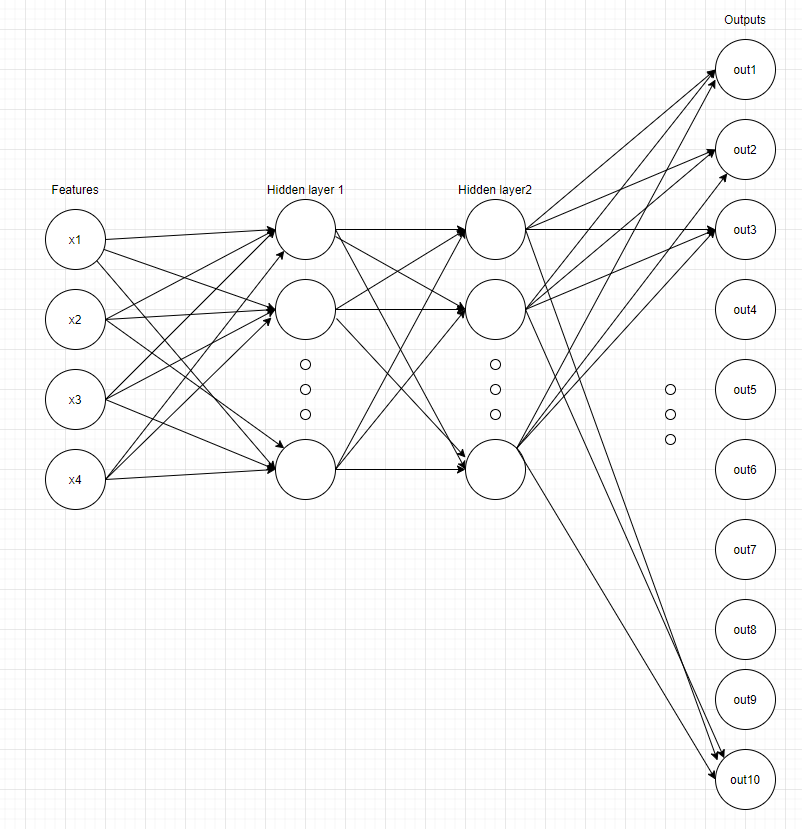 Outputs
out1
out2
Features
Hidden layer 1
Hidden layer2
x1
out3
x2
out4
x3
out5
x4
out6
out7
out8
out9
out10